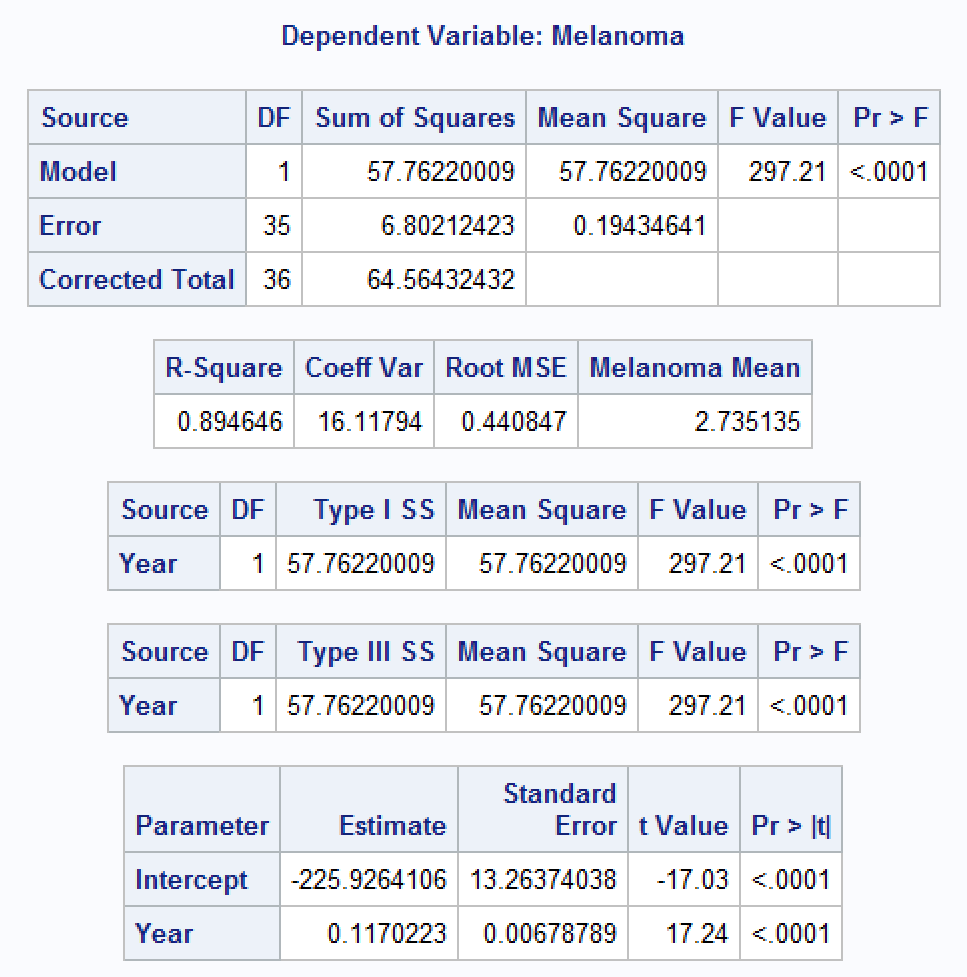 Dependent Variable: Melanoma
Source DF Sum of Squares Mean Square F Value Pr > F
Model 1 57.76220009 57.76220009 297.21 <.0001
Error 35 6.80212423 0.19434641
Corrected Total 36 64.56432432
R-Square Coeff Var Root MSE Melanoma Mean
0.894646 16.11794 0.440847 2.735135
Source DF Type I SS Mean Square F Value Pr > F
Year 1 57.76220009 57.76220009 297.21 <.0001
Source DF Type III SS Mean Square F Value Pr > F
Year 1 57.76220009 57.76220009 297.21 <.0001
Parameter Estimate Standard Error t Value Pr > |t|
Intercept -225.9264106 13.26374038 -17.03 <.0001
Year 0.1170223 0.00678789 17.24 <.0001